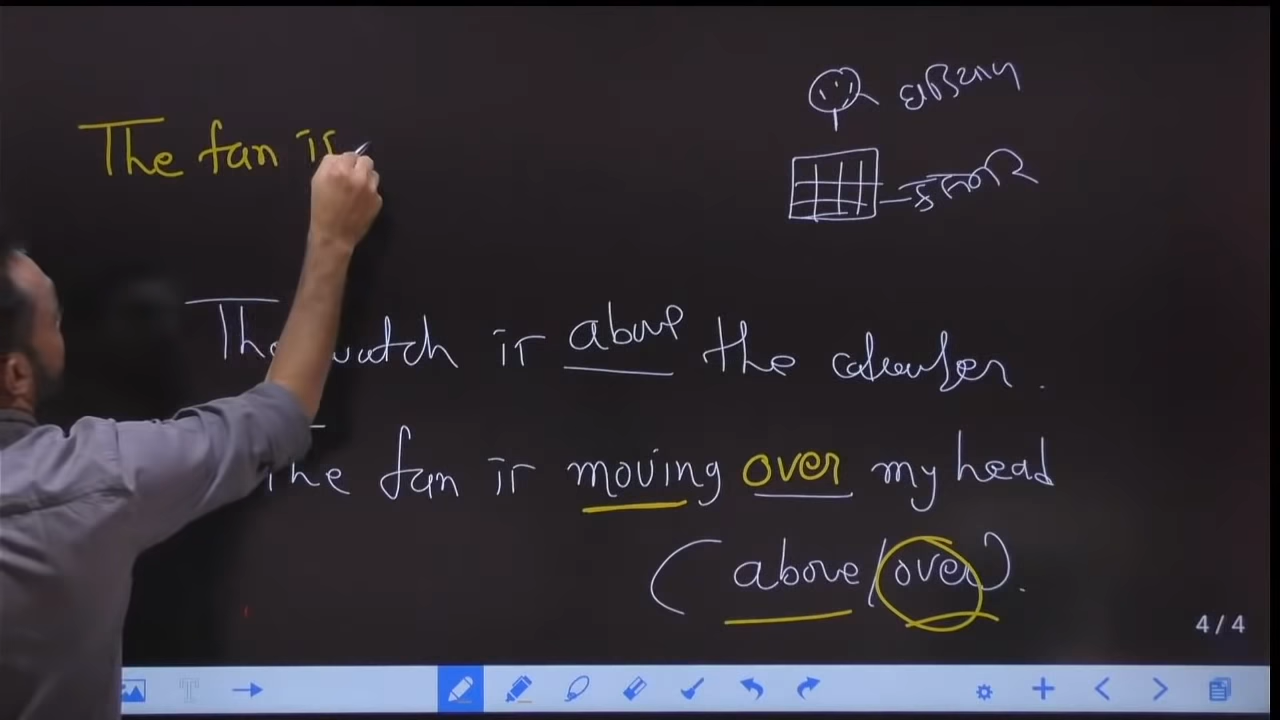 The fan is
The watch is above the calender.
The fan is moving over my head
(above/over).
4 / 4